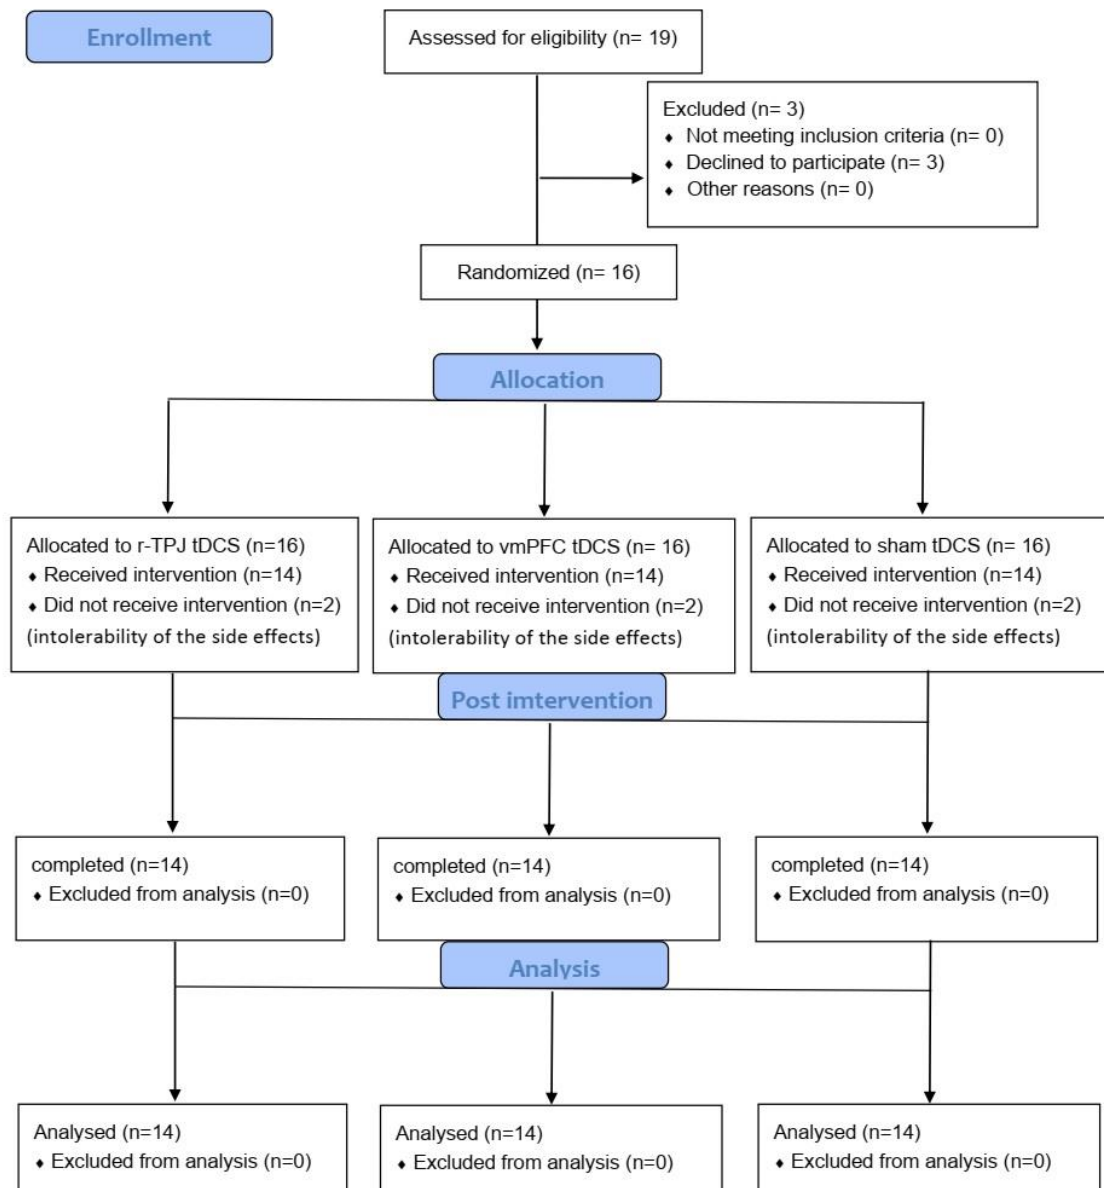 Enrollment
Assessed for eligibility (n= 19)
Excluded (n= 3)
♦ Not meeting inclusion criteria (n= 0)
♦ Declined to participate (n= 3)
♦ Other reasons (n= 0)
Randomized (n= 16)
Allocation
Allocated to r-TPJ tDCS (n=16)
♦ Received intervention (n=14)
♦ Did not receive intervention (n=2)
(intolerability of the side effects)
Allocated to vmPFC tDCS (n= 16)
♦ Received intervention (n=14)
♦ Did not receive intervention (n=2)
(intolerability of the side effects)
Allocated to sham tDCS (n= 16)
♦ Received intervention (n=14)
♦ Did not receive intervention (n=2)
(intolerability of the side effects)
Post imtervention
completed (n=14)
♦ Excluded from analysis (n=0)
completed (n=14)
♦ Excluded from analysis (n=0)
completed (n=14)
♦ Excluded from analysis (n=0)
Analysis
Analysed (n=14)
♦ Excluded from analysis (n=0)
Analysed (n=14)
♦ Excluded from analysis (n=0)
Analysed (n=14)
♦ Excluded from analysis (n=0)